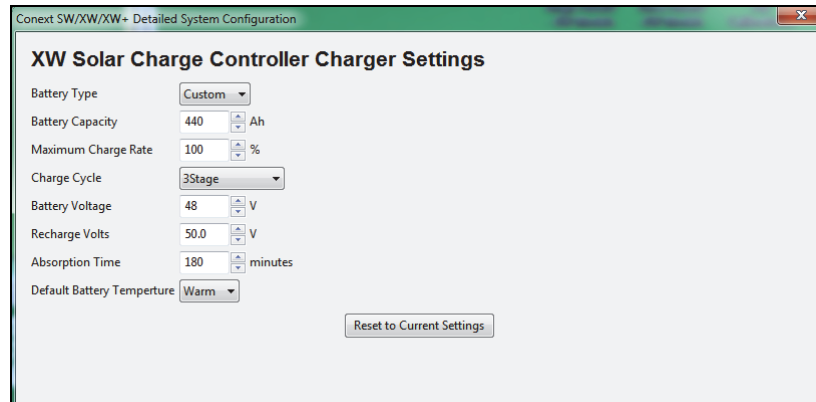 Conext SW/XW/XW+ Detailed System Configuration
XW Solar Charge Controller Charger Settings
Battery Type Custom
Battery Capacity 440 Ah
Maximum Charge Rate 100 %
Charge Cycle 3Stage
Battery Voltage 48 V
Recharge Volts 50.0 V
Absorption Time 180 minutes
Default Battery Temperture Warm
Reset to Current Settings